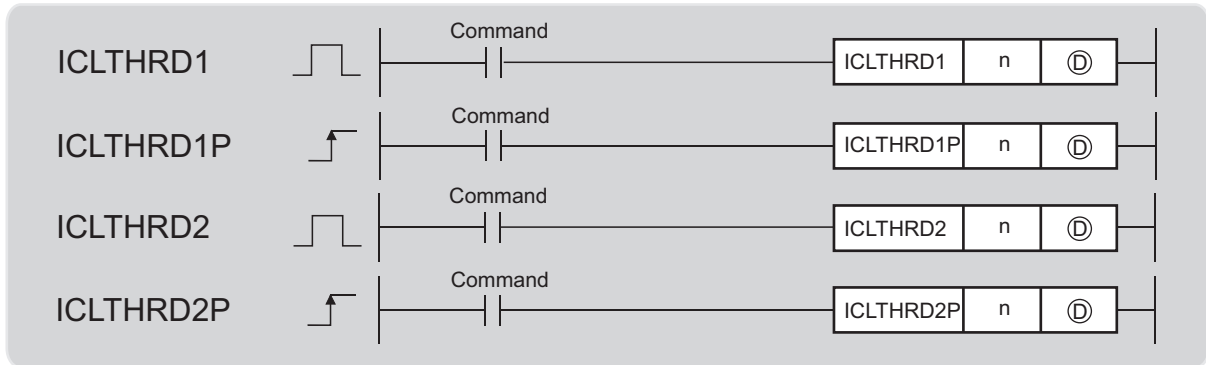 Command
ICLTHRD1 ICLTHRD1 n Ⓓ
Command
ICLTHRD1P ICLTHRD1P n Ⓓ
Command
ICLTHRD2 ICLTHRD2 n Ⓓ
Command
ICLTHRD2P ICLTHRD2P n Ⓓ